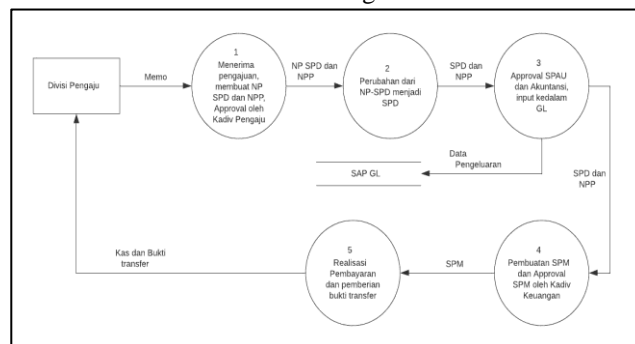 Divisi Pengaju
Memo
1
Menerima
pengajuan,
membuat NP
SPD dan NPP,
Approval oleh
Kadiv Pengaju
NP SPD dan
NPP
2
Perubahan dari
NP-SPD menjadi
SPD
SPD dan
NPP
3
Approval SPAU
dan Akuntansi,
input kedalam
GL
Data
Pengeluaran
SAP GL
SPD dan
NPP
4
Pembuatan SPM
dan Approval
SPM oleh Kadiv
Keuangan
SPM
5
Realisasi
Pembayaran
dan pemberian
bukti transfer
Kas dan Bukti
transfer